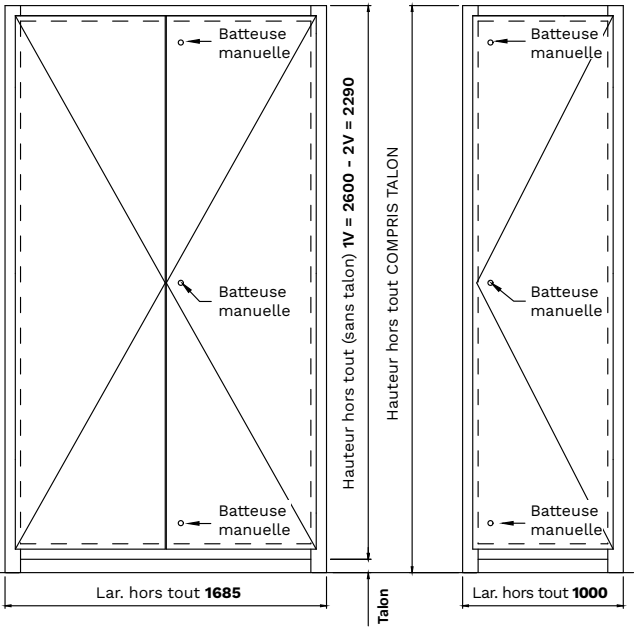 Batteuse
manuelle
Batteuse
manuelle
Batteuse
manuelle
Lar. hors tout 1685
Hauteur hors tout (sans talon) 1V = 2600 - 2V = 2290
Hauteur hors tout COMPRIS TALON
Talon
Batteuse
manuelle
Batteuse
manuelle
Batteuse
manuelle
Lar. hors tout 1000